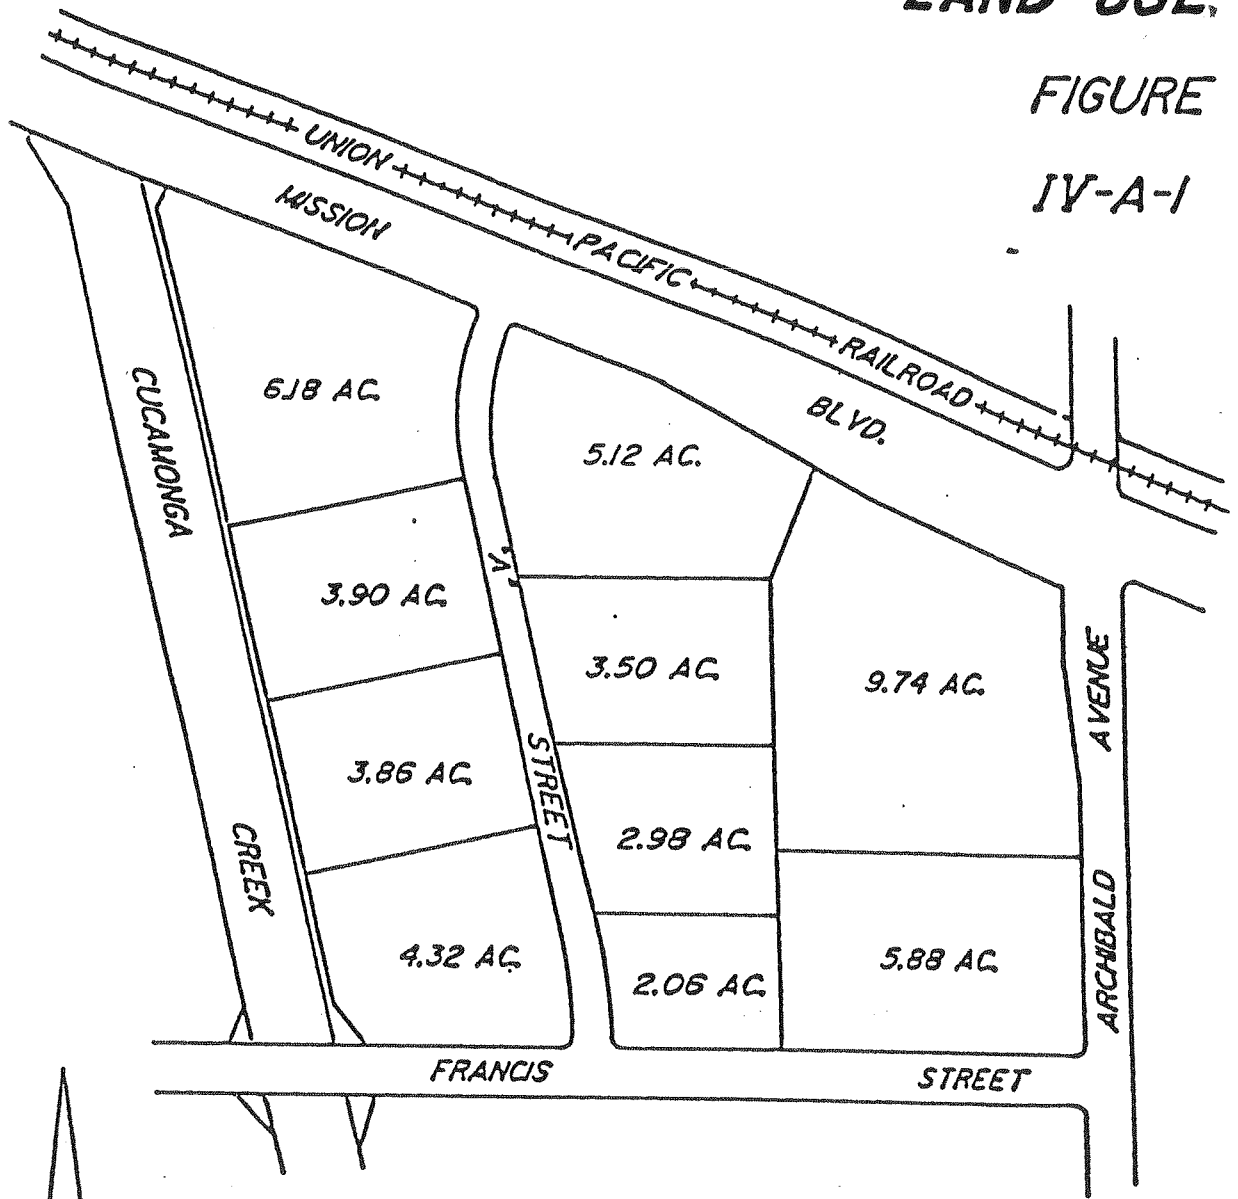 LAND USE
FIGURE
IV-A-1
UNION PACIFIC RAILROAD
MISSION BLVD.
CUCAMONGA CREEK
6.18 AC.
5.12 AC.
3.90 AC.
'A' STREET
3.50 AC.
9.74 AC.
3.86 AC.
2.98 AC.
4.32 AC.
2.06 AC.
5.88 AC.
ARCHIBALD AVENUE
FRANCIS STREET